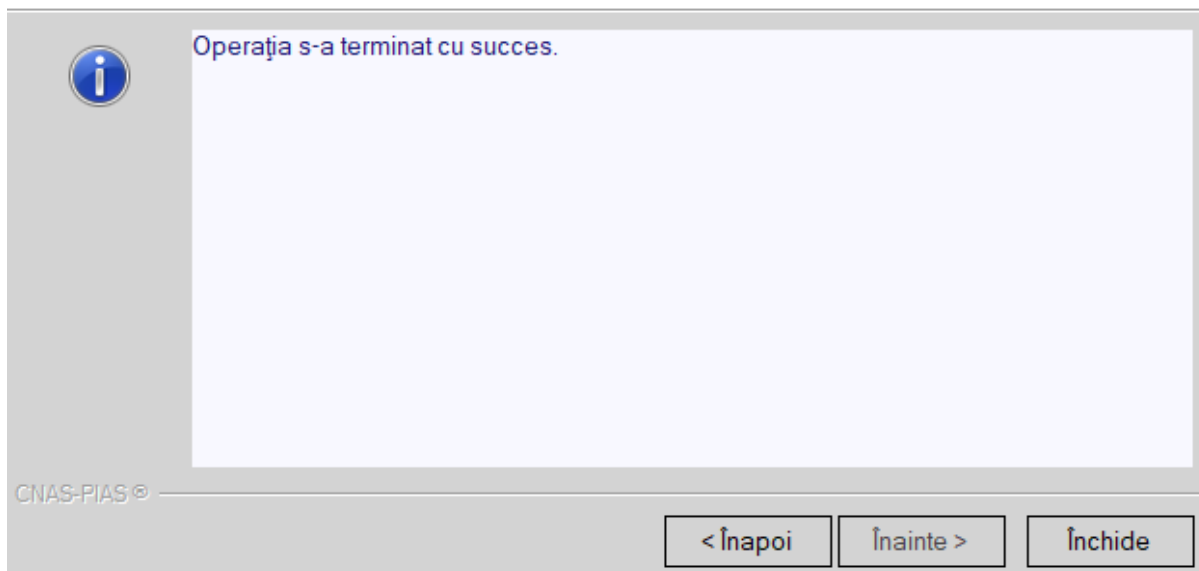 Operaţia s-a terminat cu succes.
CNAS-PIAS ®
< Înapoi
Înainte >
Închide